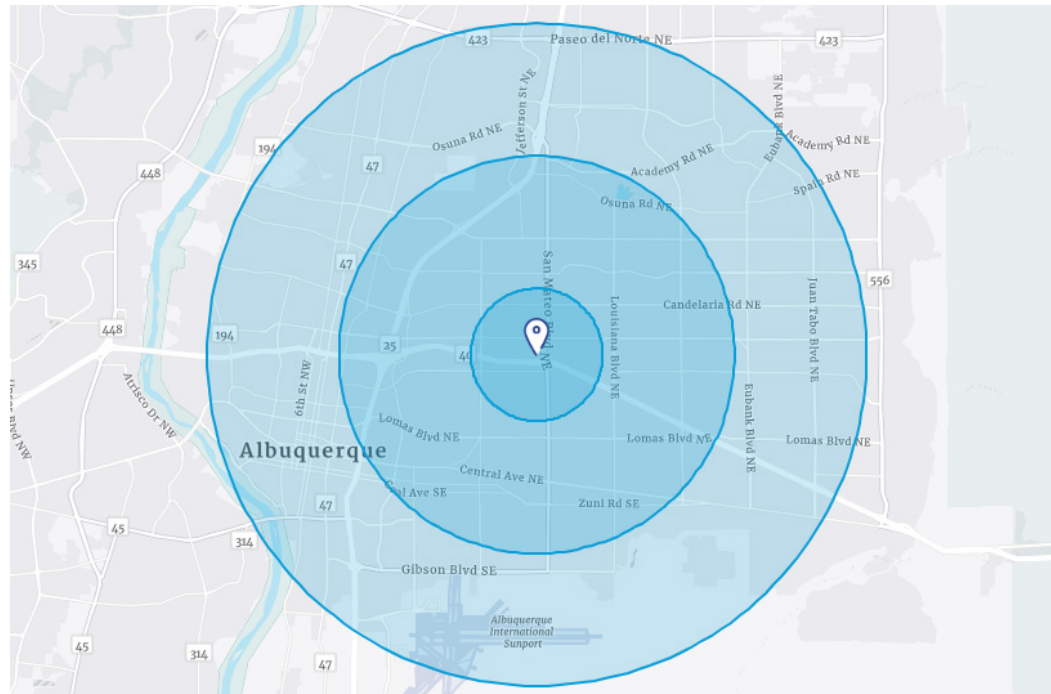 423
Paseo del Norte NE
423
Jefferson St NE
Eubank Blvd NE
Osuna Rd NE
194
47
448
Academy Rd NE
Academy Rd NE
Spain Rd NE
Osuna Rd NE
345
47
San Mateo Blvd NE
Louisiana Blvd NE
Candelaria Rd NE
Juan Tabo Blvd NE
556
448
194
25
40
6th St NW
Atrisco Dr NW
Eubank Blvd NE
Lomas Blvd NE
Lomas Blvd NE
Lomas Blvd NE
Albuquerque
Central Ave NE
Ave SE
Zuni Rd SE
47
45
314
Gibson Blvd SE
Albuquerque
International
Sunport
45
314
47